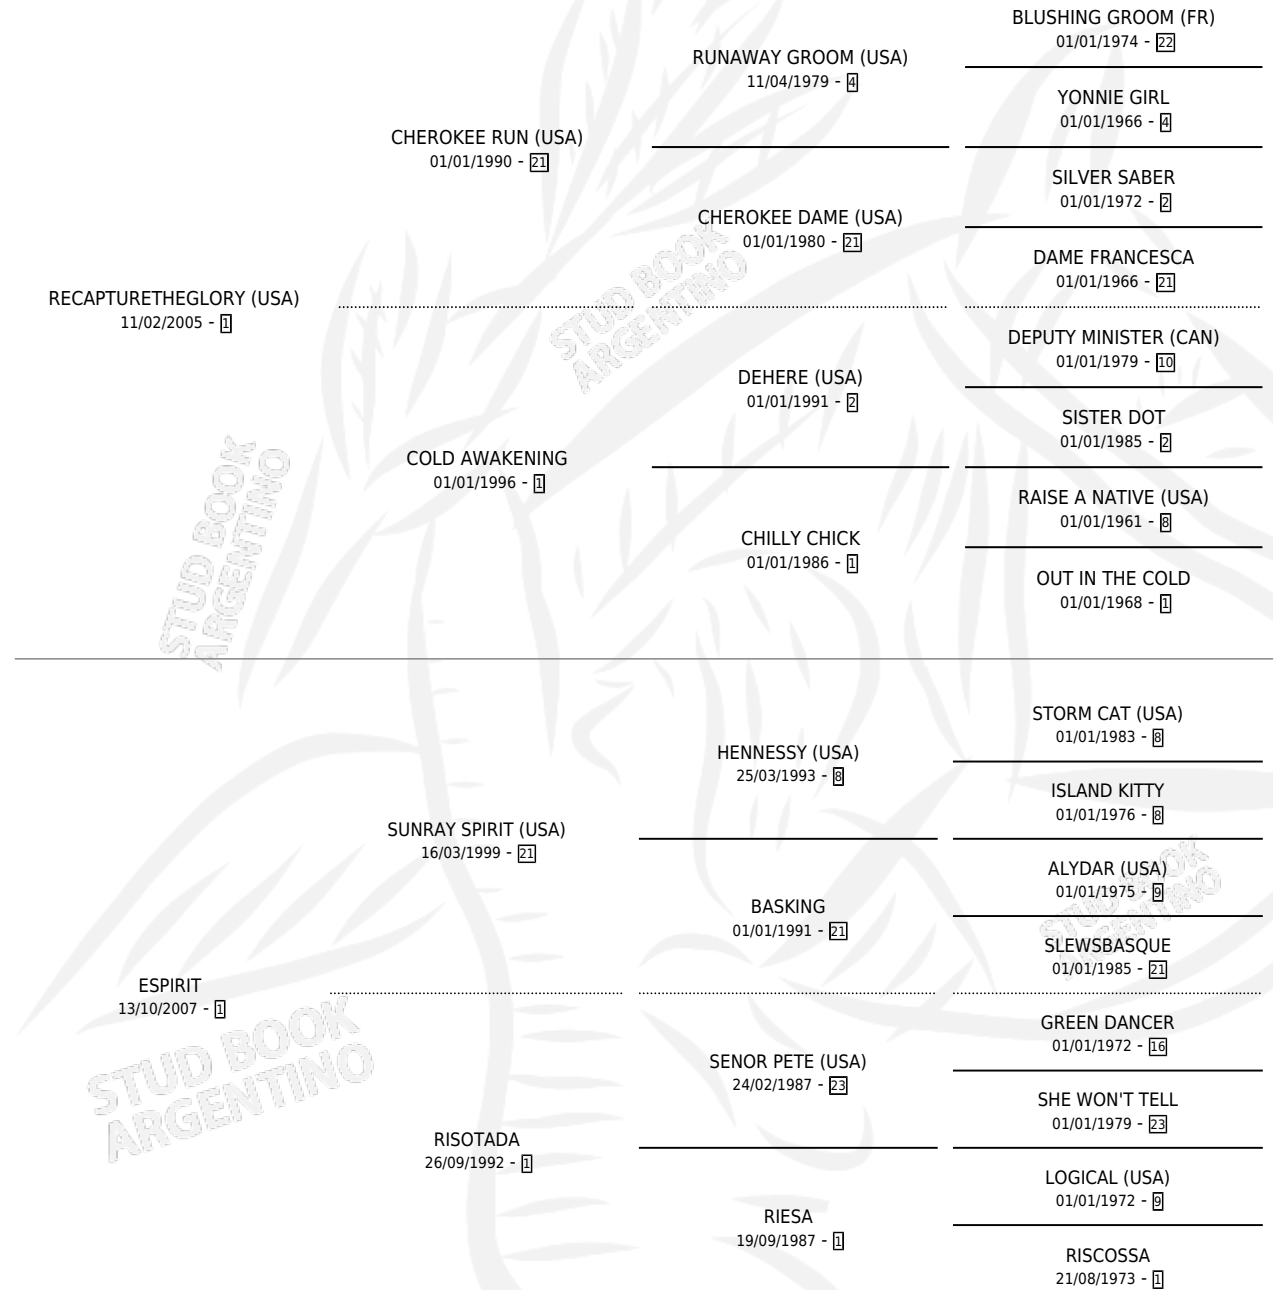 BLUSHING GROOM (FR)
01/01/1974 - 22
RUNAWAY GROOM (USA)
11/04/1979 - 4
YONNIE GIRL
01/01/1966 - 4
CHEROKEE RUN (USA)
01/01/1990 - 21
SILVER SABER
01/01/1972 - 2
CHEROKEE DAME (USA)
01/01/1980 - 21
DAME FRANCESCA
01/01/1966 - 21
RECAPTURETHEGLORY (USA)
11/02/2005 - 1
STUD BOOK
ARGENTINO
DEPUTY MINISTER (CAN)
01/01/1979 - 10
DEHERE (USA)
01/01/1991 - 2
SISTER DOT
01/01/1985 - 2
COLD AWAKENING
01/01/1996 - 1
RAISE A NATIVE (USA)
01/01/1961 - 8
CHILLY CHICK
01/01/1986 - 1
OUT IN THE COLD
01/01/1968 - 1
STUD BOOK
ARGENTINO
STORM CAT (USA)
01/01/1983 - 8
HENNESSY (USA)
25/03/1993 - 8
ISLAND KITTY
01/01/1976 - 8
SUNRAY SPIRIT (USA)
16/03/1999 - 21
ALYDAR (USA)
01/01/1975 - 9
BASKING
01/01/1991 - 21
SLEWSBASQUE
01/01/1985 - 21
STUD BOOK
ARGENTINO
ESPIRIT
13/10/2007 - 1
GREEN DANCER
01/01/1972 - 16
SENOR PETE (USA)
24/02/1987 - 23
SHE WON'T TELL
01/01/1979 - 23
STUD BOOK
ARGENTINO
RISOTADA
26/09/1992 - 1
LOGICAL (USA)
01/01/1972 - 9
RIESA
19/09/1987 - 1
RISCOSSA
21/08/1973 - 1